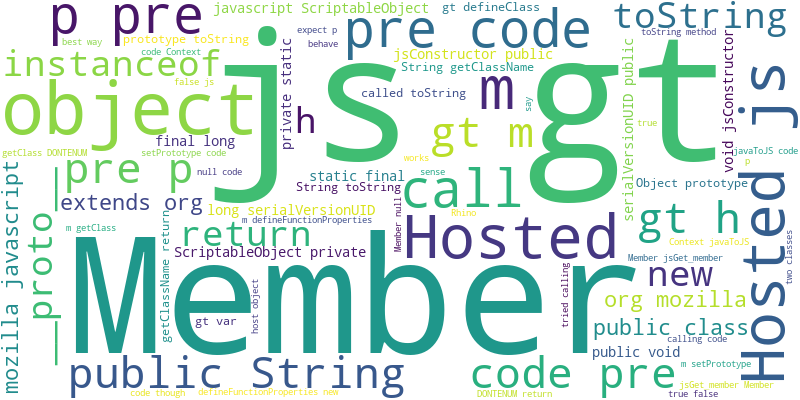 javascript ScriptableObject
gt defineClass
p pre
pre code
toString
expect p
behave
best way
prototype toString
code Context
toString method
instanceof
jsConstructor public
String getClassName
false js
js
gt
m
object
called toString
private static
h
say
gt m
serialVersionUID public
true
void jsConstructor
Hosted js
final long
getClass DONTENUM
setPrototype code
works
javaToJS code
p
pre p
null code
static final
sense
call
String toString
Object prototype
extends org
long serialVersionUID
Rhino
gt h
m defineFunctionProperties
Member null
m getClass
return
Hosted
Context javaToJS
mozilla javascript
__proto__
getClassName return
ScriptableObject private
host object
tried calling
Member jsGet_member
two classes
Member
new
org mozilla
gt var
public class
calling code
public void
m setPrototype
public String
code pre
jsGet_member Member
code though
defineFunctionProperties new
DONTENUM return
true false